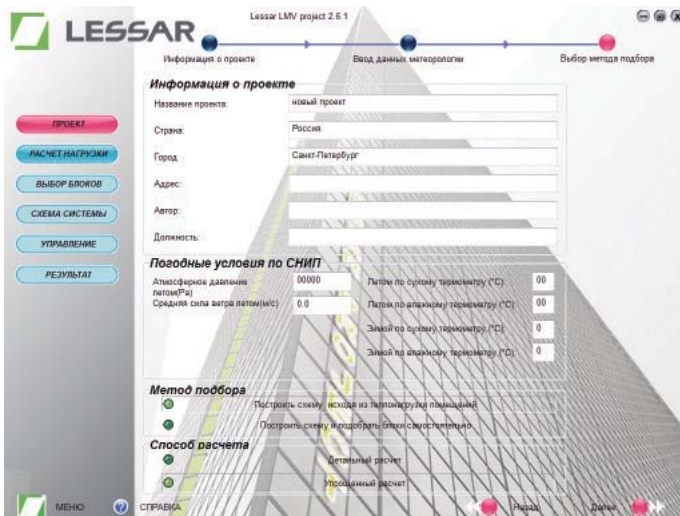 Lessar LMV project 2.6.1
LESSAR
Информация о проекте
Ввод данных метеорологии
Выбор метода подбора
ПРОЕКТ
РАСЧЕТ НАГРУЗКИ
ВЫБОР БЛОКОВ
СХЕМА СИСТЕМЫ
УПРАВЛЕНИЕ
РЕЗУЛЬТАТ
Информация о проекте
Название проекта: новый проект
Страна: Россия
Город Санкт-Петербург
Адрес:
Автор:
Должность:
Погодные условия по СНИП
Атмосферное давление летом(Pa) 00000
Средняя сила ветра летом(м/с) 0.0
Летом по сухому термометру (°C): 00
Летом по влажному термометру (°C): 00
Зимой по сухому термометру (°C): 0
Зимой по влажному термометру (°C): 0
Метод подбора
Построить схему, исходя из теплонагрузки помещений
Построить схему и подобрать блоки самостоятельно
Способ расчета
Детальный расчет
Упрощенный расчет
МЕНЮ
СПРАВКА
Назад
Далее